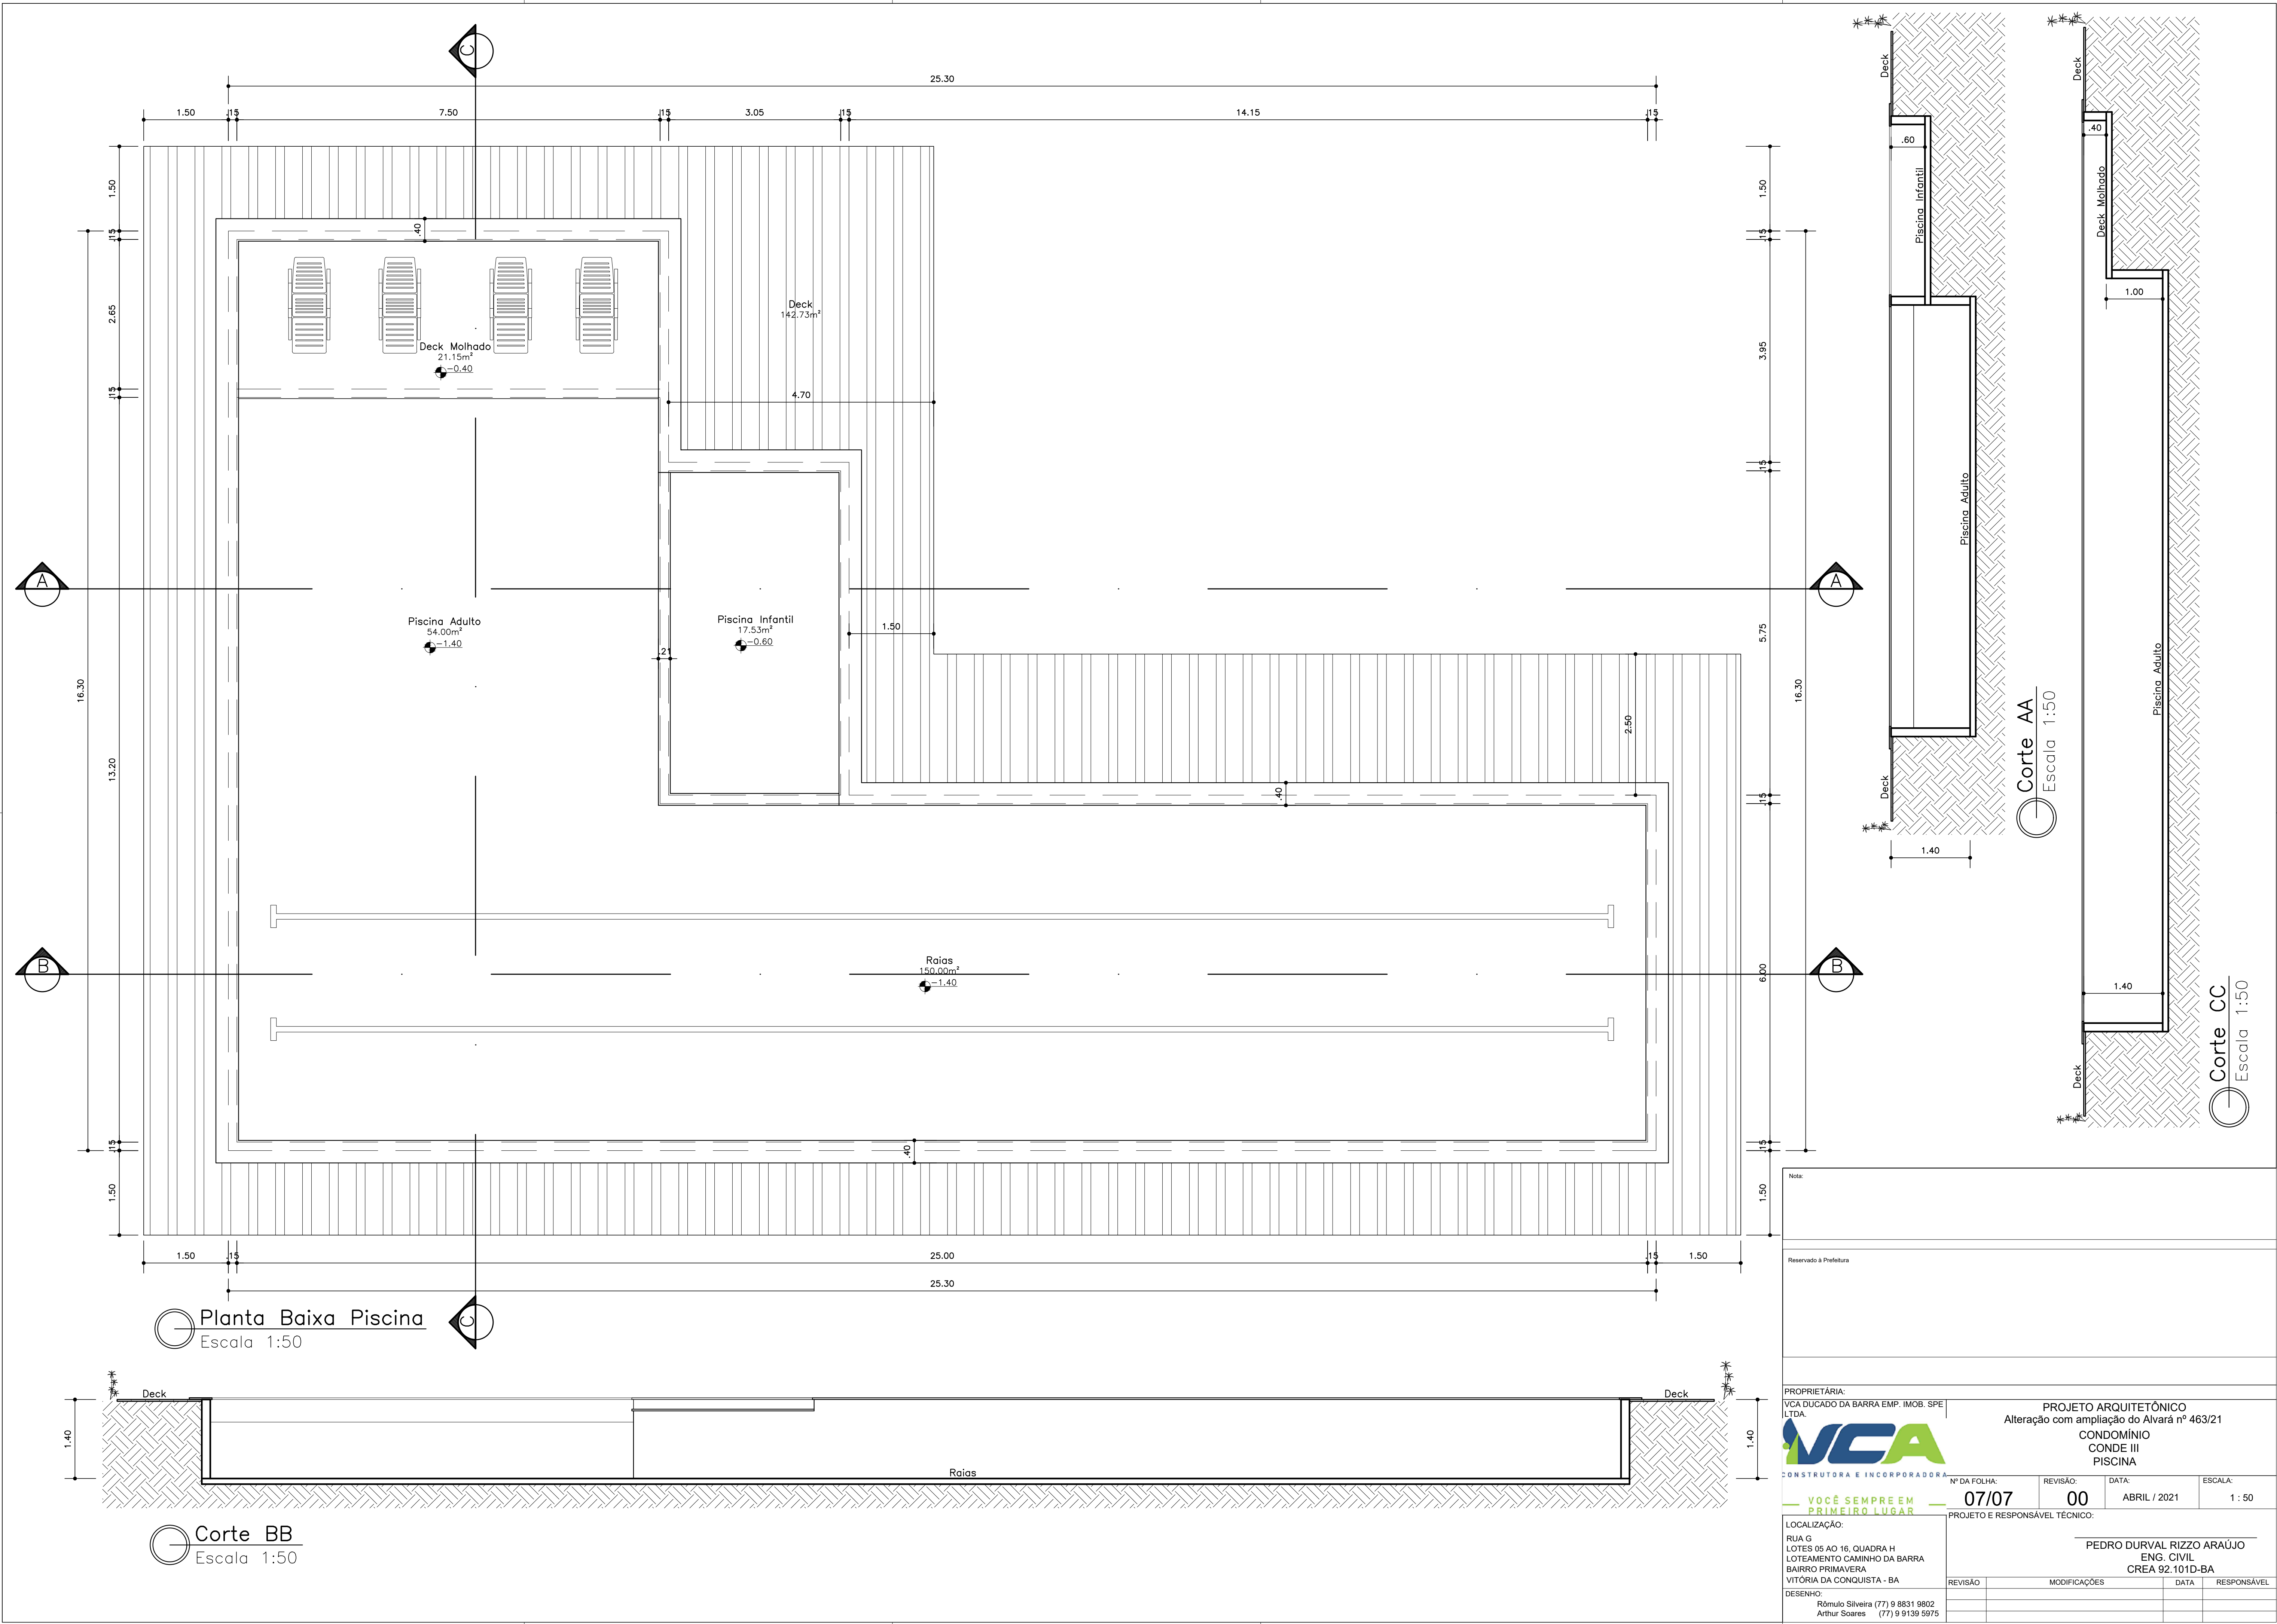 C
25.30
1.50
.15
7.50
.15
3.05
.15
14.15
.15
1.50
.15
2.65
.15
13.20
.15
1.50
16.30
.40
Deck Molhado
21.15m²
-0.40
Deck
142.73m²
4.70
Piscina Adulto
54.00m²
-1.40
Piscina Infantil
17.53m²
-0.60
.21
1.50
2.50
.40
A
A
Raias
150.00m²
-1.40
B
B
.40
1.50
.15
3.95
.15
5.75
.15
6.00
.15
1.50
16.30
1.50
.15
25.00
.15
1.50
25.30
C
Planta Baixa Piscina
Escala 1:50
Deck
.60
Piscina Infantil
Piscina Adulto
Deck
1.40
Corte AA
Escala 1:50
Deck
.40
Deck Molhado
1.00
Piscina Adulto
1.40
Deck
Corte CC
Escala 1:50
Deck
Deck
1.40
1.40
Raias
Corte BB
Escala 1:50
Nota:
Reservado à Prefeitura
PROPRIETÁRIA:
VCA DUCADO DA BARRA EMP. IMOB. SPE
LTDA.
VCA
CONSTRUTORA E INCORPORADORA
VOCÊ SEMPRE EM
PRIMEIRO LUGAR
PROJETO ARQUITETÔNICO
Alteração com ampliação do Alvará nº 463/21
CONDOMÍNIO
CONDE III
PISCINA
Nº DA FOLHA:
07/07
REVISÃO:
00
DATA:
ABRIL / 2021
ESCALA:
1 : 50
PROJETO E RESPONSÁVEL TÉCNICO:
PEDRO DURVAL RIZZO ARAÚJO
ENG. CIVIL
CREA 92.101D-BA
LOCALIZAÇÃO:
RUA G
LOTES 05 AO 16, QUADRA H
LOTEAMENTO CAMINHO DA BARRA
BAIRRO PRIMAVERA
VITÓRIA DA CONQUISTA - BA
DESENHO:
Rômulo Silveira (77) 9 8831 9802
Arthur Soares (77) 9 9139 5975
REVISÃO MODIFICAÇÕES DATA RESPONSÁVEL